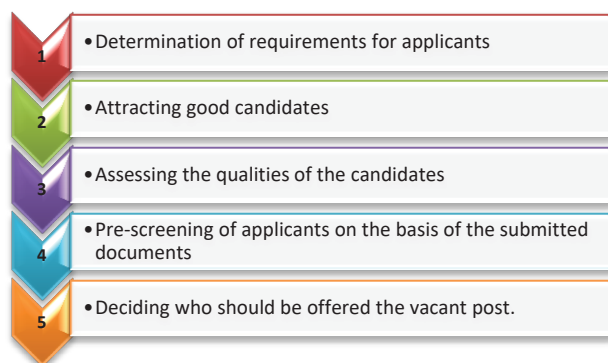 1
•Determination of requirements for applicants
2
•Attracting good candidates
3
•Assessing the qualities of the candidates
4
•Pre-screening of applicants on the basis of the submitted
documents
5
•Deciding who should be offered the vacant post.